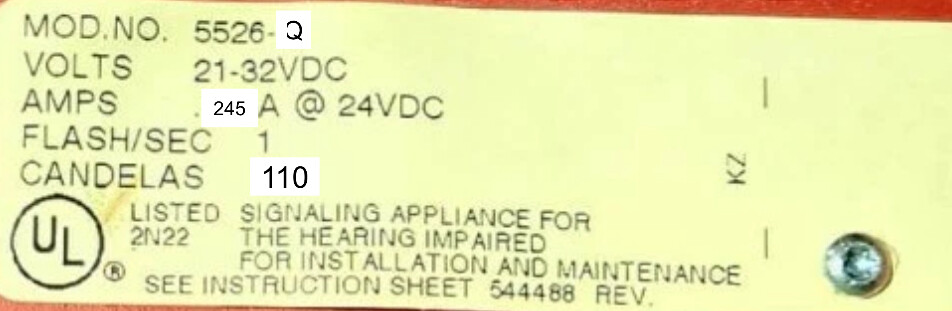 MOD.NO. 5526-Q
VOLTS 21-32VDC
AMPS .245 A @ 24VDC
FLASH/SEC 1
CANDELAS 110
KZ
UL ®
LISTED SIGNALING APPLIANCE FOR
2N22 THE HEARING IMPAIRED
FOR INSTALLATION AND MAINTENANCE
SEE INSTRUCTION SHEET 544488 REV.